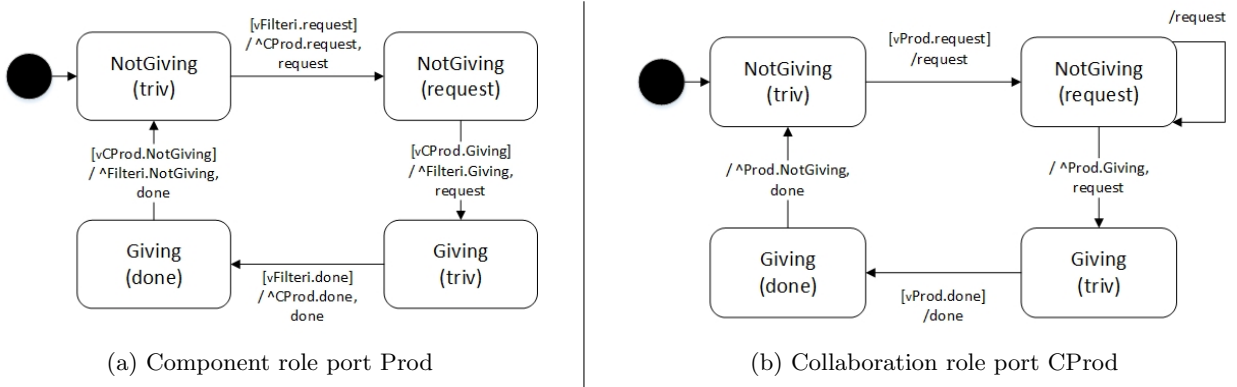 [vFilteri.request]
/ ^CProd.request,
request
NotGiving
(triv)
NotGiving
(request)
[vCProd.NotGiving]
/ ^Filteri.NotGiving,
done
[vCProd.Giving]
/ ^Filteri.Giving,
request
Giving
(done)
Giving
(triv)
[vFilteri.done]
/ ^CProd.done,
done
(a) Component role port Prod
/request
[vProd.request]
/request
NotGiving
(triv)
NotGiving
(request)
/ ^Prod.NotGiving,
done
/ ^Prod.Giving,
request
Giving
(done)
Giving
(triv)
[vProd.done]
/done
(b) Collaboration role port CProd